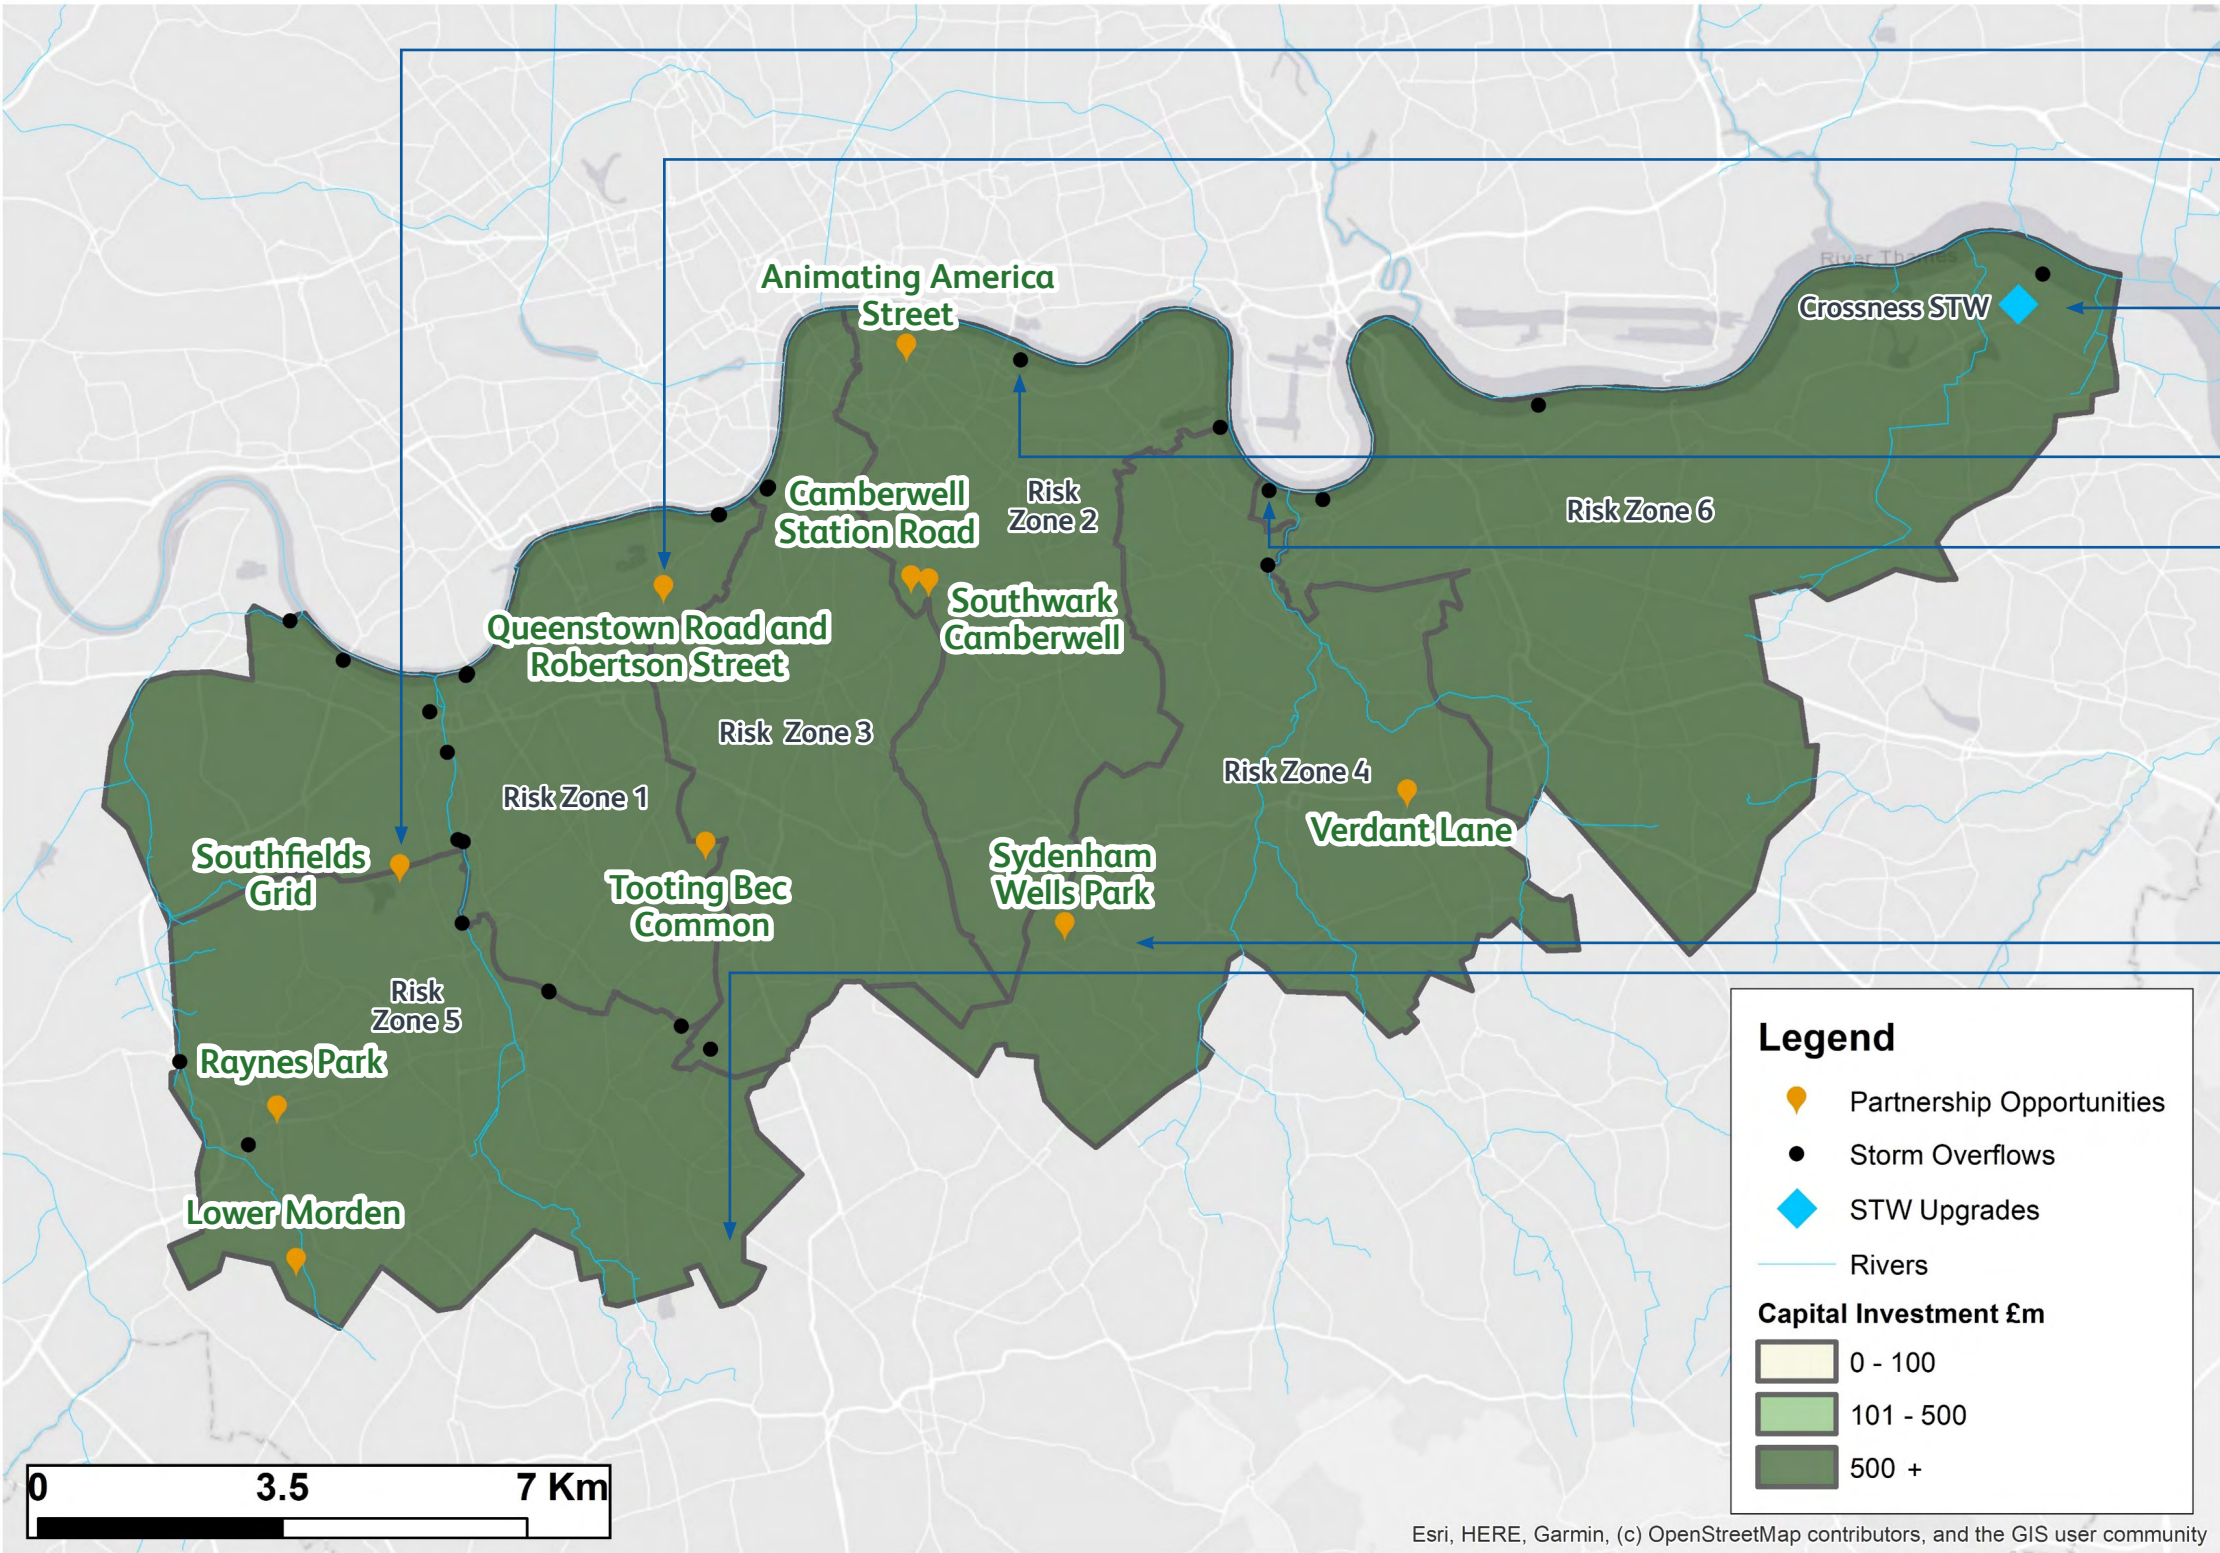 River Thames
Animating America
Street
Crossness STW
Camberwell
Station Road
Risk
Zone 2
Risk Zone 6
Southwark
Camberwell
Queenstown Road and
Robertson Street
Risk Zone 3
Risk Zone 4
Risk Zone 1
Verdant Lane
Southfields
Grid
Sydenham
Wells Park
Tooting Bec
Common
Risk
Zone 5
Raynes Park
Lower Morden
Legend
Partnership Opportunities
Storm Overflows
STW Upgrades
Rivers
Capital Investment £m
0 - 100
101 - 500
500 +
0 3.5 7 Km
Esri, HERE, Garmin, (c) OpenStreetMap contributors, and the GIS user community